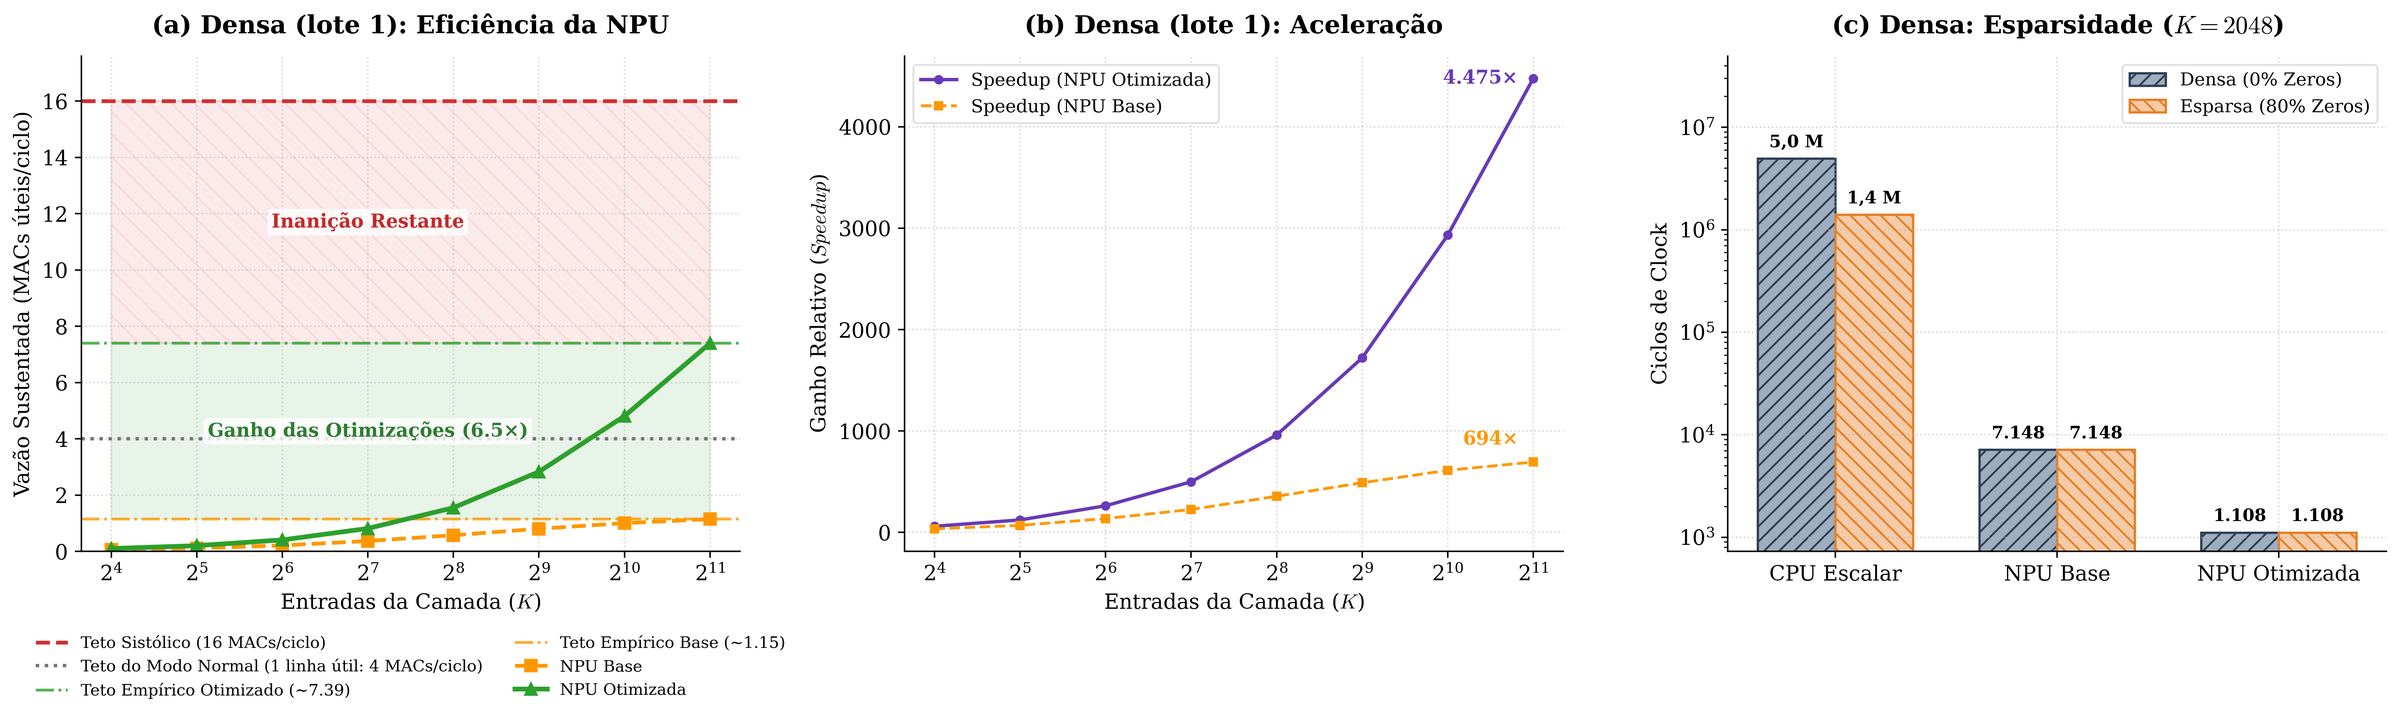 (a) Densa (lote 1): Eficiência da NPU
Vazão Sustentada (MACs úteis/ciclo)
16
14
12
10
8
6
4
2
0
Inanição Restante
Ganho das Otimizações (6.5×)
2⁴ 2⁵ 2⁶ 2⁷ 2⁸ 2⁹ 2¹⁰ 2¹¹
Entradas da Camada (K)
Teto Sistólico (16 MACs/ciclo)
Teto do Modo Normal (1 linha útil: 4 MACs/ciclo)
Teto Empírico Otimizado (~7.39)
Teto Empírico Base (~1.15)
NPU Base
NPU Otimizada
(b) Densa (lote 1): Aceleração
Ganho Relativo (Speedup)
Speedup (NPU Otimizada)
Speedup (NPU Base)
4.475×
694×
4000
3000
2000
1000
0
2⁴ 2⁵ 2⁶ 2⁷ 2⁸ 2⁹ 2¹⁰ 2¹¹
Entradas da Camada (K)
(c) Densa: Esparsidade (K = 2048)
Ciclos de Clock
Densa (0% Zeros)
Esparsa (80% Zeros)
10⁷
10⁶
10⁵
10⁴
10³
5,0 M
1,4 M
7.148 7.148
1.108 1.108
CPU Escalar NPU Base NPU Otimizada